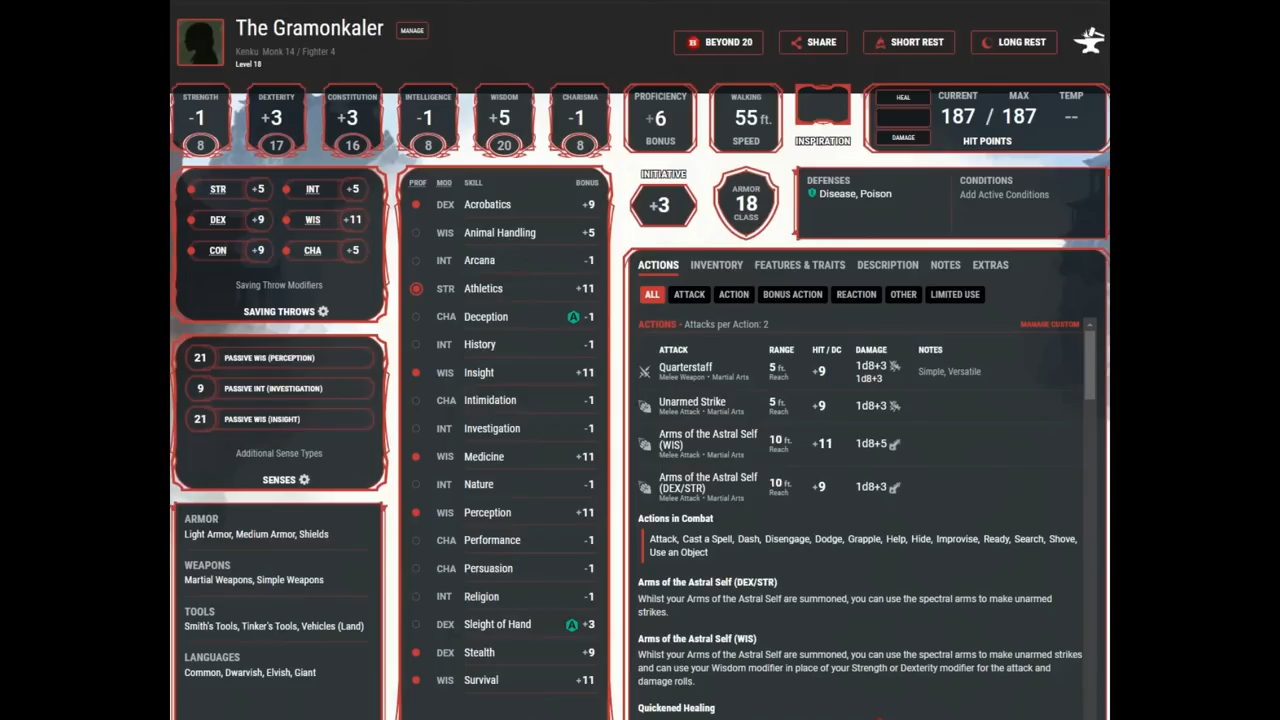 The Gramonkaler
MANAGE
Kenku Monk 14 / Fighter 4
Level 18
BEYOND 20
SHARE
SHORT REST
LONG REST
STRENGTH
-1
8
DEXTERITY
+3
17
CONSTITUTION
+3
16
INTELLIGENCE
-1
8
WISDOM
+5
20
CHARISMA
-1
8
PROFICIENCY
+6
BONUS
WALKING
55 ft.
SPEED
INSPIRATION
HEAL
DAMAGE
CURRENT MAX TEMP
187 / 187 --
HIT POINTS
STR +5 INT +5
DEX +9 WIS +11
CON +9 CHA +5
Saving Throw Modifiers
SAVING THROWS
21 PASSIVE WIS (PERCEPTION)
9 PASSIVE INT (INVESTIGATION)
21 PASSIVE WIS (INSIGHT)
Additional Sense Types
SENSES
ARMOR
Light Armor, Medium Armor, Shields
WEAPONS
Martial Weapons, Simple Weapons
TOOLS
Smith's Tools, Tinker's Tools, Vehicles (Land)
LANGUAGES
Common, Dwarvish, Elvish, Giant
PROF MOD SKILL BONUS
DEX Acrobatics +9
WIS Animal Handling +5
INT Arcana -1
STR Athletics +11
CHA Deception A -1
INT History -1
WIS Insight +11
CHA Intimidation -1
INT Investigation -1
WIS Medicine +11
INT Nature -1
WIS Perception +11
CHA Performance -1
CHA Persuasion -1
INT Religion -1
DEX Sleight of Hand A +3
DEX Stealth +9
WIS Survival +11
INITIATIVE
+3
ARMOR
18
CLASS
DEFENSES
Disease, Poison
CONDITIONS
Add Active Conditions
ACTIONS INVENTORY FEATURES & TRAITS DESCRIPTION NOTES EXTRAS
ALL ATTACK ACTION BONUS ACTION REACTION OTHER LIMITED USE
ACTIONS • Attacks per Action: 2 MANAGE CUSTOM
ATTACK RANGE HIT / DC DAMAGE NOTES
Quarterstaff 5 ft. +9 1d8+3 Simple, Versatile
Melee Weapon • Martial Arts Reach 1d8+3
Unarmed Strike 5 ft. +9 1d8+3
Melee Attack • Martial Arts Reach
Arms of the Astral Self
(WIS) 10 ft. +11 1d8+5
Melee Attack • Martial Arts Reach
Arms of the Astral Self
(DEX/STR) 10 ft. +9 1d8+3
Melee Attack • Martial Arts Reach
Actions in Combat
Attack, Cast a Spell, Dash, Disengage, Dodge, Grapple, Help, Hide, Improvise, Ready, Search, Shove,
Use an Object
Arms of the Astral Self (DEX/STR)
Whilst your Arms of the Astral Self are summoned, you can use the spectral arms to make unarmed
strikes.
Arms of the Astral Self (WIS)
Whilst your Arms of the Astral Self are summoned, you can use the spectral arms to make unarmed strikes
and can use your Wisdom modifier in place of your Strength or Dexterity modifier for the attack and
damage rolls.
Quickened Healing